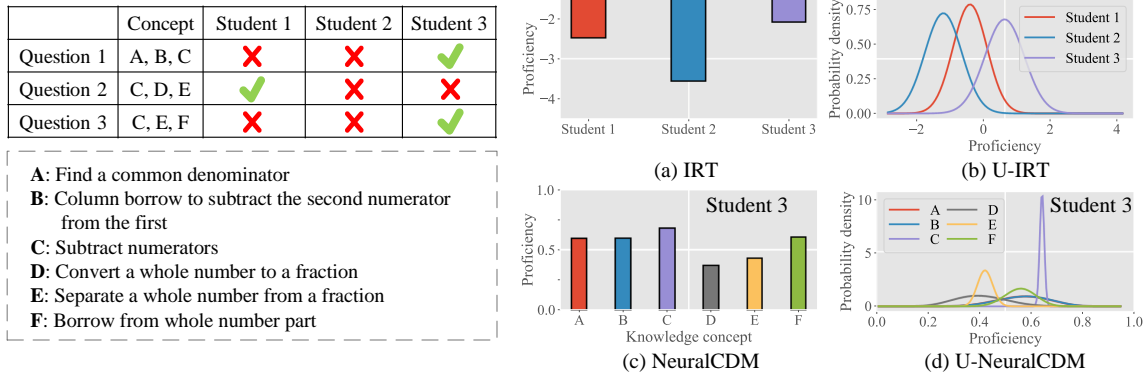 Concept Student 1 Student 2 Student 3
Question 1 A, B, C
Question 2 C, D, E
Question 3 C, E, F
A: Find a common denominator
B: Column borrow to subtract the second numerator
from the first
C: Subtract numerators
D: Convert a whole number to a fraction
E: Separate a whole number from a fraction
F: Borrow from whole number part
Proficiency
−2
−3
−4
Student 1 Student 2 Student 3
(a) IRT
Probability density
0.75
0.50
0.25
0.00
−2 0 2 4
Proficiency
Student 1
Student 2
Student 3
(b) U-IRT
Proficiency
1.0
0.5
0.0
Student 3
A B C D E F
Knowledge concept
(c) NeuralCDM
Probability density
10
5
0
A D
B E
C F
Student 3
0.0 0.2 0.4 0.6 0.8 1.0
Proficiency
(d) U-NeuralCDM